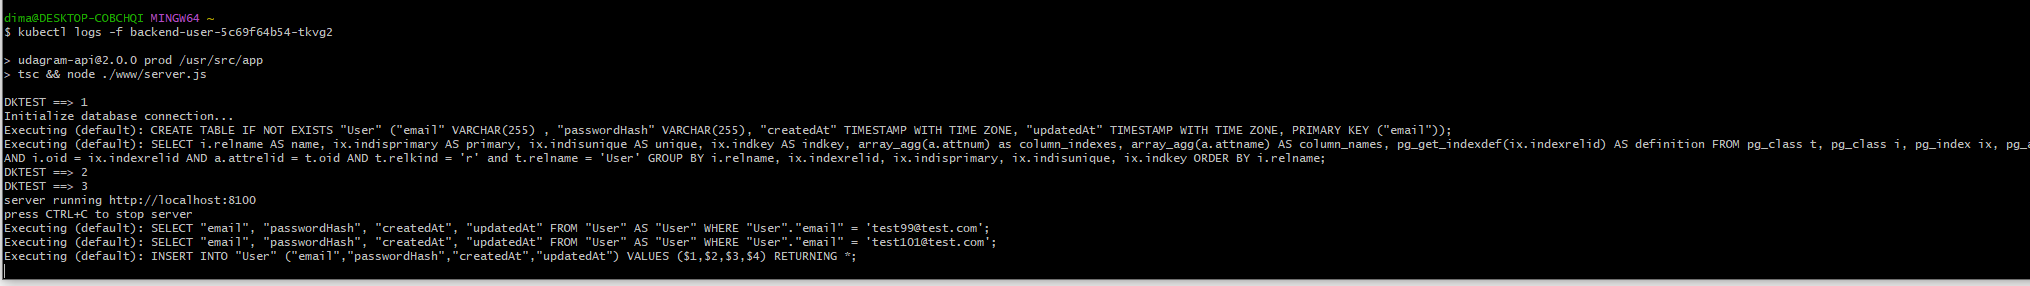 dima@DESKTOP-COBCHQI MINGW64 ~
$ kubectl logs -f backend-user-5c69f64b54-tkvg2
> udagram-api@2.0.0 prod /usr/src/app
> tsc && node ./www/server.js
DKTEST ==> 1
Initialize database connection...
Executing (default): CREATE TABLE IF NOT EXISTS "User" ("email" VARCHAR(255) , "passwordHash" VARCHAR(255), "createdAt" TIMESTAMP WITH TIME ZONE, "updatedAt" TIMESTAMP WITH TIME ZONE, PRIMARY KEY ("email"));
Executing (default): SELECT i.relname AS name, ix.indisprimary AS primary, ix.indisunique AS unique, ix.indkey AS indkey, array_agg(a.attnum) as column_indexes, array_agg(a.attname) AS column_names, pg_get_indexdef(ix.indexrelid) AS definition FROM pg_class t, pg_class i, pg_index ix, pg_a
AND i.oid = ix.indexrelid AND a.attrelid = t.oid AND t.relkind = 'r' and t.relname = 'User' GROUP BY i.relname, ix.indexrelid, ix.indisprimary, ix.indisunique, ix.indkey ORDER BY i.relname;
DKTEST ==> 2
DKTEST ==> 3
server running http://localhost:8100
press CTRL+C to stop server
Executing (default): SELECT "email", "passwordHash", "createdAt", "updatedAt" FROM "User" AS "User" WHERE "User"."email" = 'test99@test.com';
Executing (default): SELECT "email", "passwordHash", "createdAt", "updatedAt" FROM "User" AS "User" WHERE "User"."email" = 'test101@test.com';
Executing (default): INSERT INTO "User" ("email","passwordHash","createdAt","updatedAt") VALUES ($1,$2,$3,$4) RETURNING *;